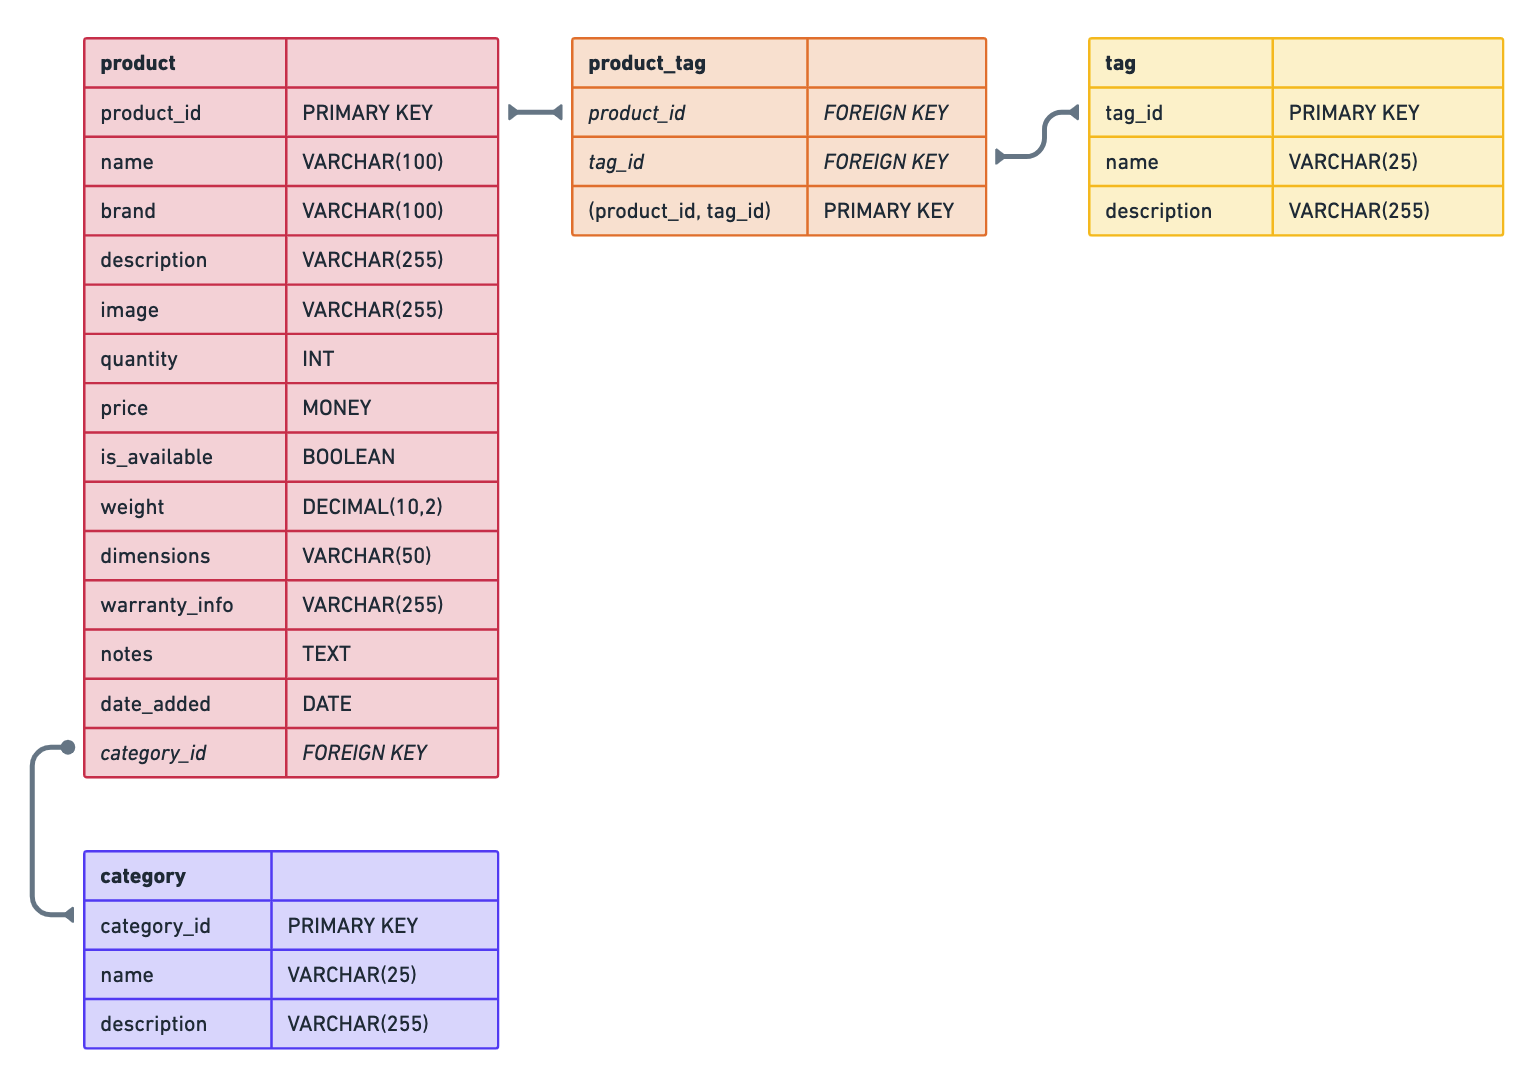 product
product_id PRIMARY KEY
name VARCHAR(100)
brand VARCHAR(100)
description VARCHAR(255)
image VARCHAR(255)
quantity INT
price MONEY
is_available BOOLEAN
weight DECIMAL(10,2)
dimensions VARCHAR(50)
warranty_info VARCHAR(255)
notes TEXT
date_added DATE
category_id FOREIGN KEY
product_tag
product_id FOREIGN KEY
tag_id FOREIGN KEY
(product_id, tag_id) PRIMARY KEY
tag
tag_id PRIMARY KEY
name VARCHAR(25)
description VARCHAR(255)
category
category_id PRIMARY KEY
name VARCHAR(25)
description VARCHAR(255)